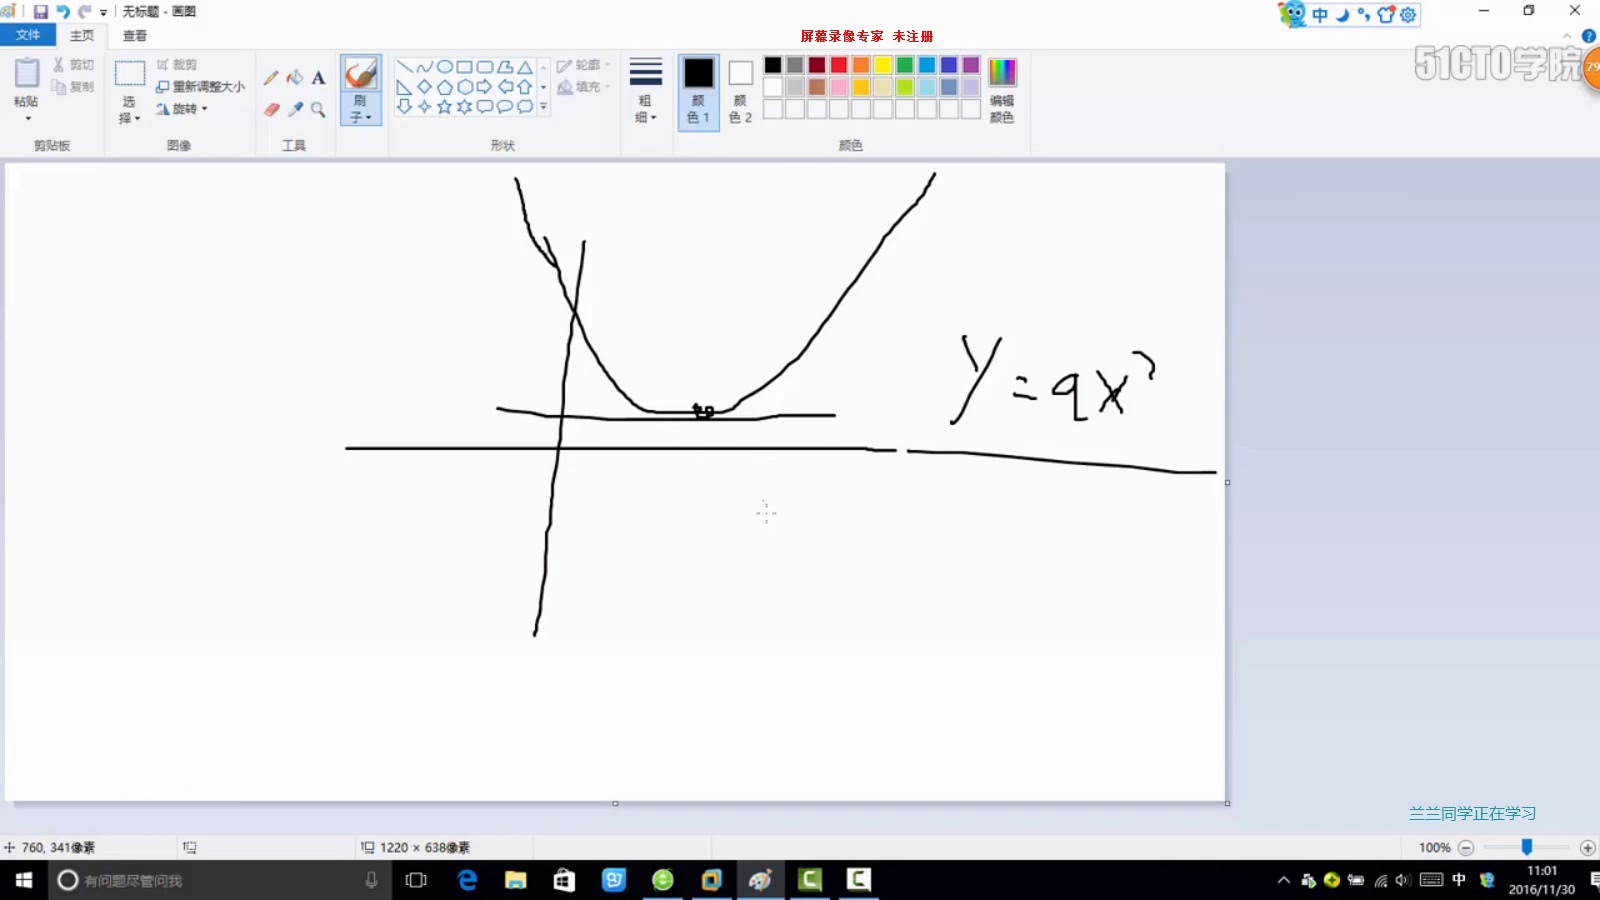 无标题 - 画图
中
屏幕录像专家 未注册
文件 主页 查看
51CTO学院
79
粘贴
剪切
复制
剪贴板
选择
裁剪
重新调整大小
旋转
图像
A
工具
刷子
轮廓
填充
形状
粗细
颜色 1
颜色 2
编辑颜色
颜色
y = qx²
兰兰同学正在学习
760, 341像素
1220 × 638像素
100%
有问题尽管问我
中
11:01
2016/11/30